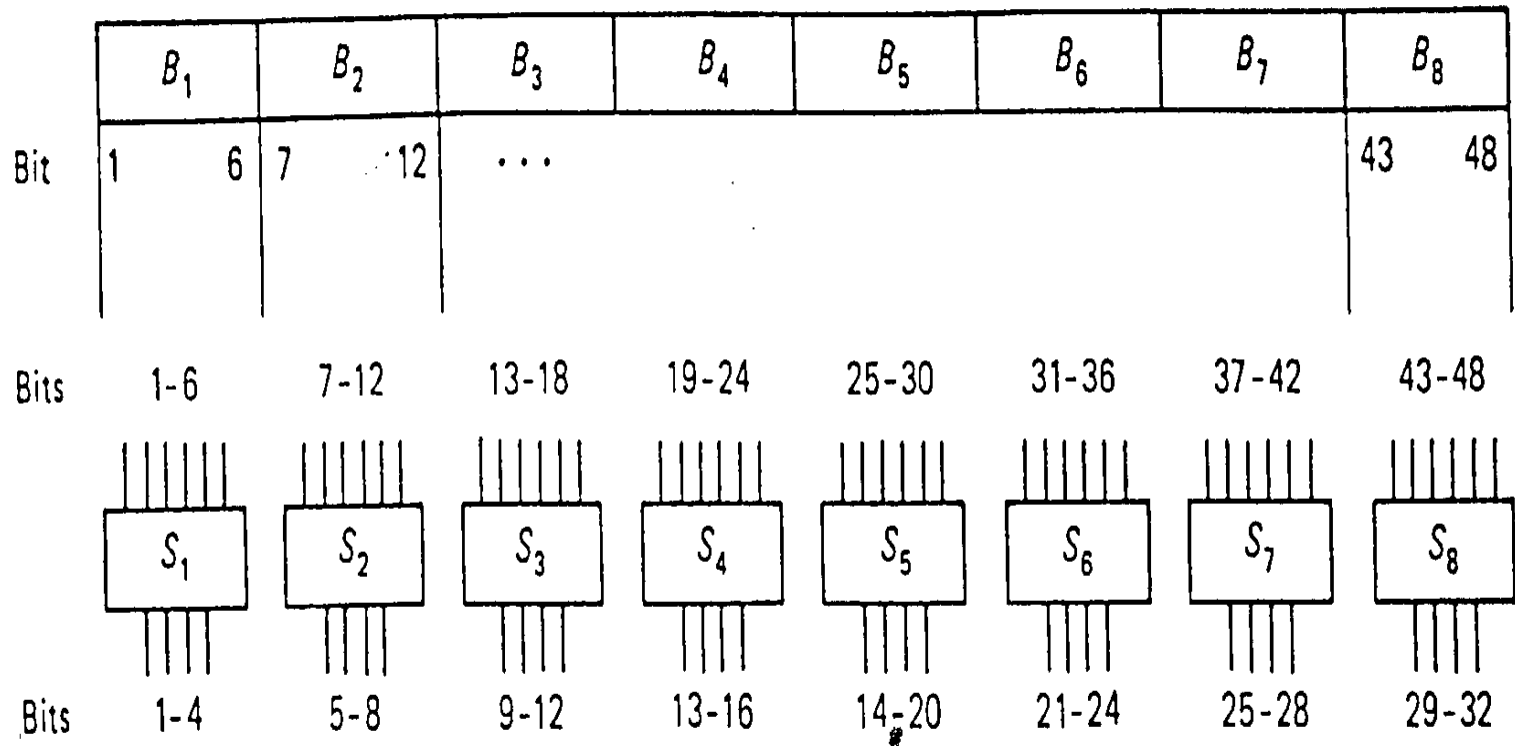 B₁ B₂ B₃ B₄ B₅ B₆ B₇ B₈
Bit 1 6 7 12 ... 43 48
Bits 1-6 7-12 13-18 19-24 25-30 31-36 37-42 43-48
S₁ S₂ S₃ S₄ S₅ S₆ S₇ S₈
Bits 1-4 5-8 9-12 13-16 14-20 21-24 25-28 29-32